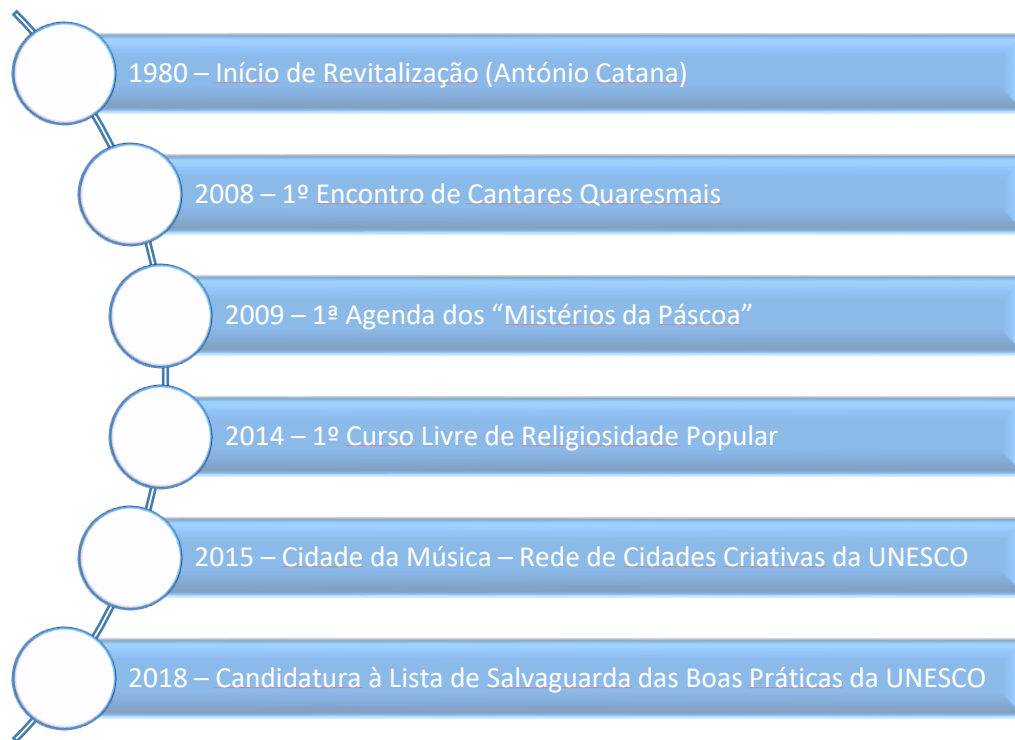 1980 – Início de Revitalização (António Catana)
2008 – 1º Encontro de Cantares Quaresmais
2009 – 1ª Agenda dos “Mistérios da Páscoa”
2014 – 1º Curso Livre de Religiosidade Popular
2015 – Cidade da Música – Rede de Cidades Criativas da UNESCO
2018 – Candidatura à Lista de Salvaguarda das Boas Práticas da UNESCO